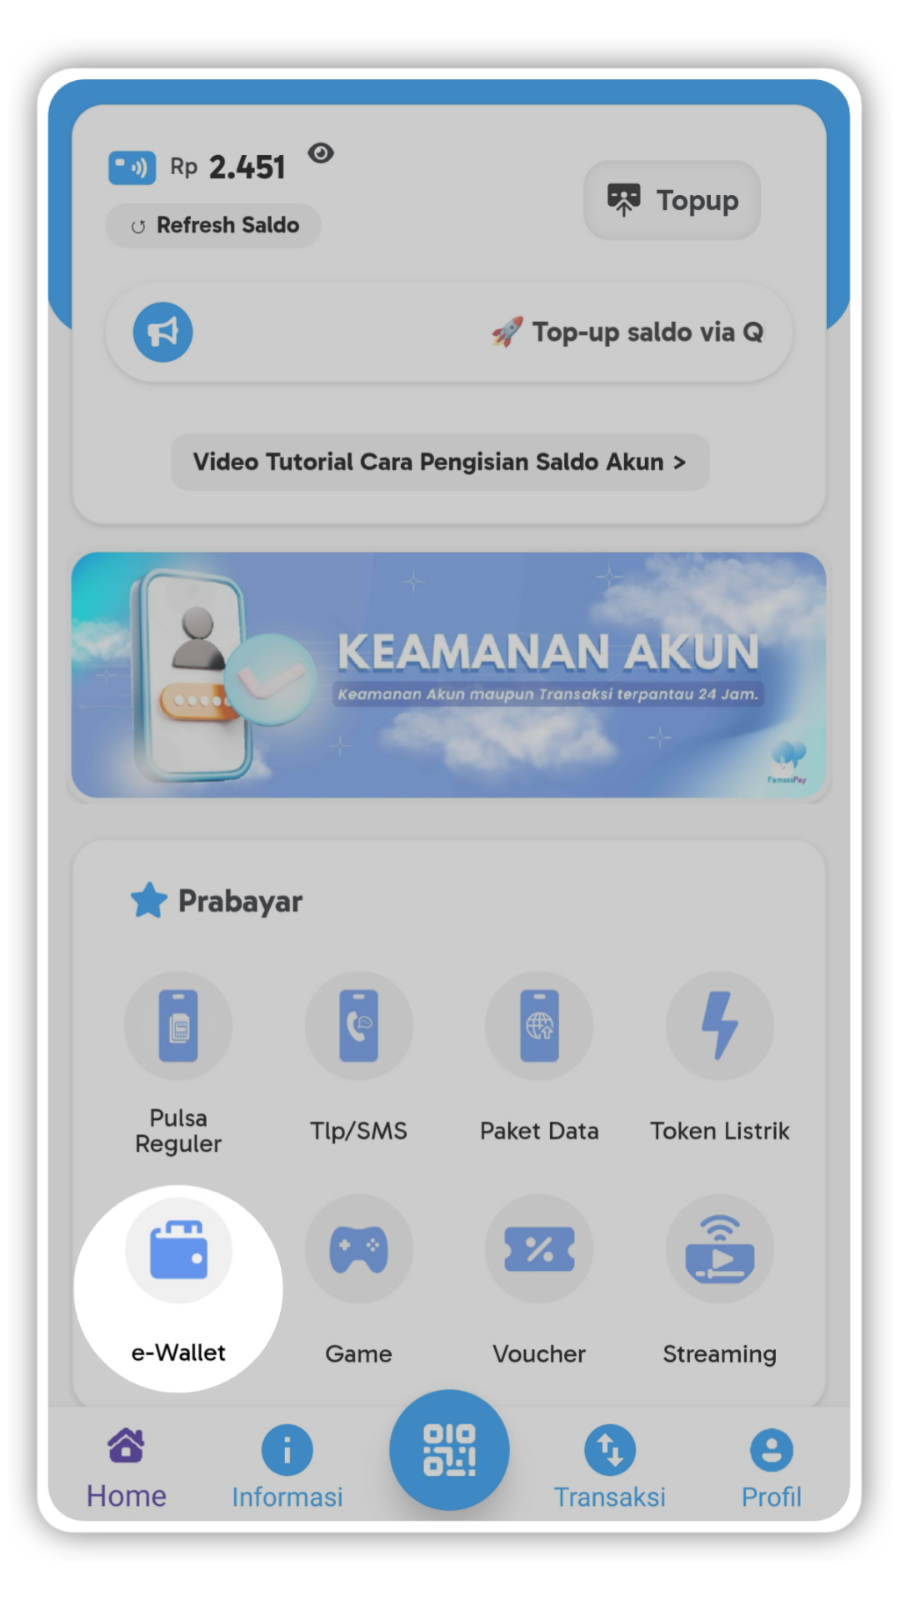 Rp 2.451
Topup
Refresh Saldo
🚀 Top-up saldo via Q
Video Tutorial Cara Pengisian Saldo Akun >
KEAMANAN AKUN
Keamanan Akun maupun Transaksi terpantau 24 Jam.
FamassPay
Prabayar
Pulsa
Reguler
Tlp/SMS
Paket Data
Token Listrik
e-Wallet
Game
Voucher
Streaming
Home
Informasi
Transaksi
Profil